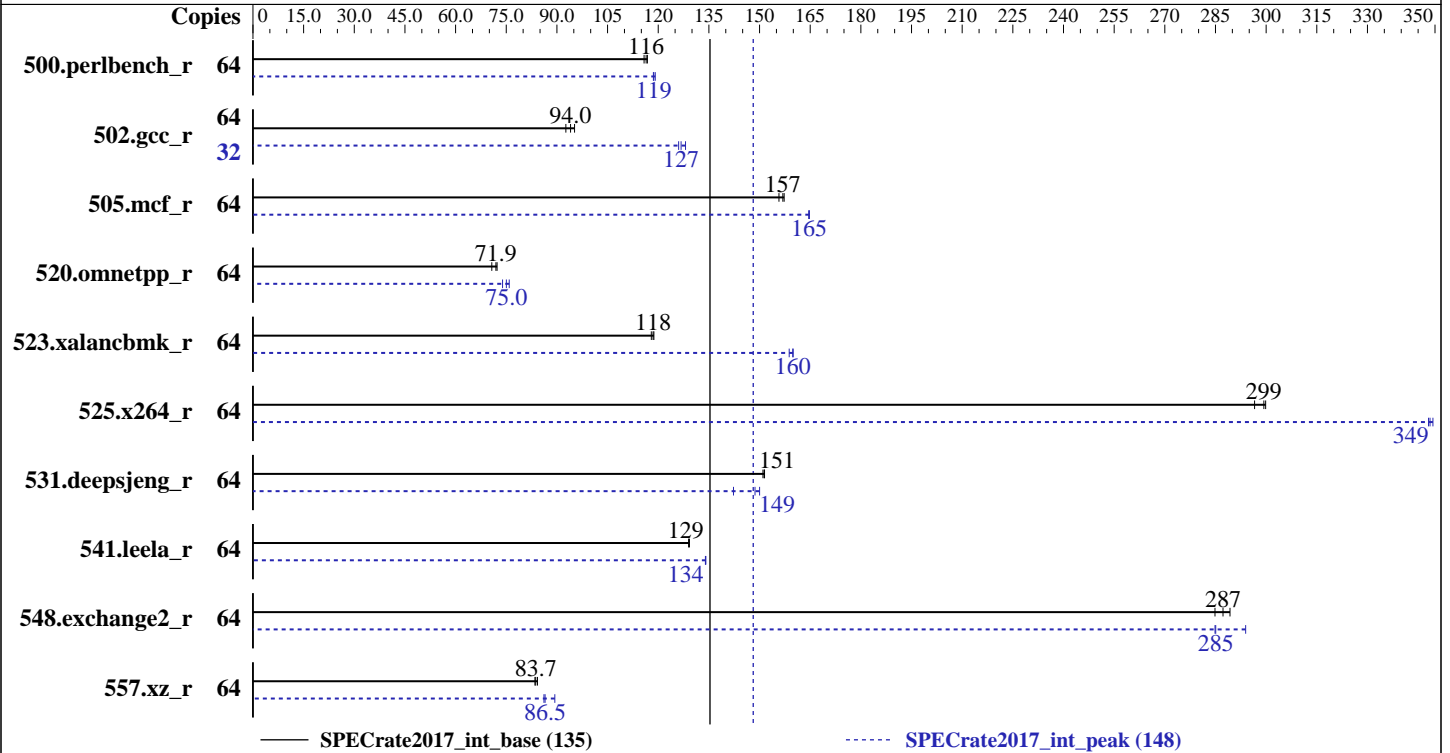 Copies 0 15.0 30.0 45.0 60.0 75.0 90.0 105 120 135 150 165 180 195 210 225 240 255 270 285 300 315 330 350
116
500.perlbench_r 64
119
64
94.0
502.gcc_r
32
127
157
505.mcf_r 64
165
71.9
520.omnetpp_r 64
75.0
118
523.xalancbmk_r 64
160
299
525.x264_r 64
349
151
531.deepsjeng_r 64
149
129
541.leela_r 64
134
287
548.exchange2_r 64
285
83.7
557.xz_r 64
86.5
SPECrate2017_int_base (135) SPECrate2017_int_peak (148)